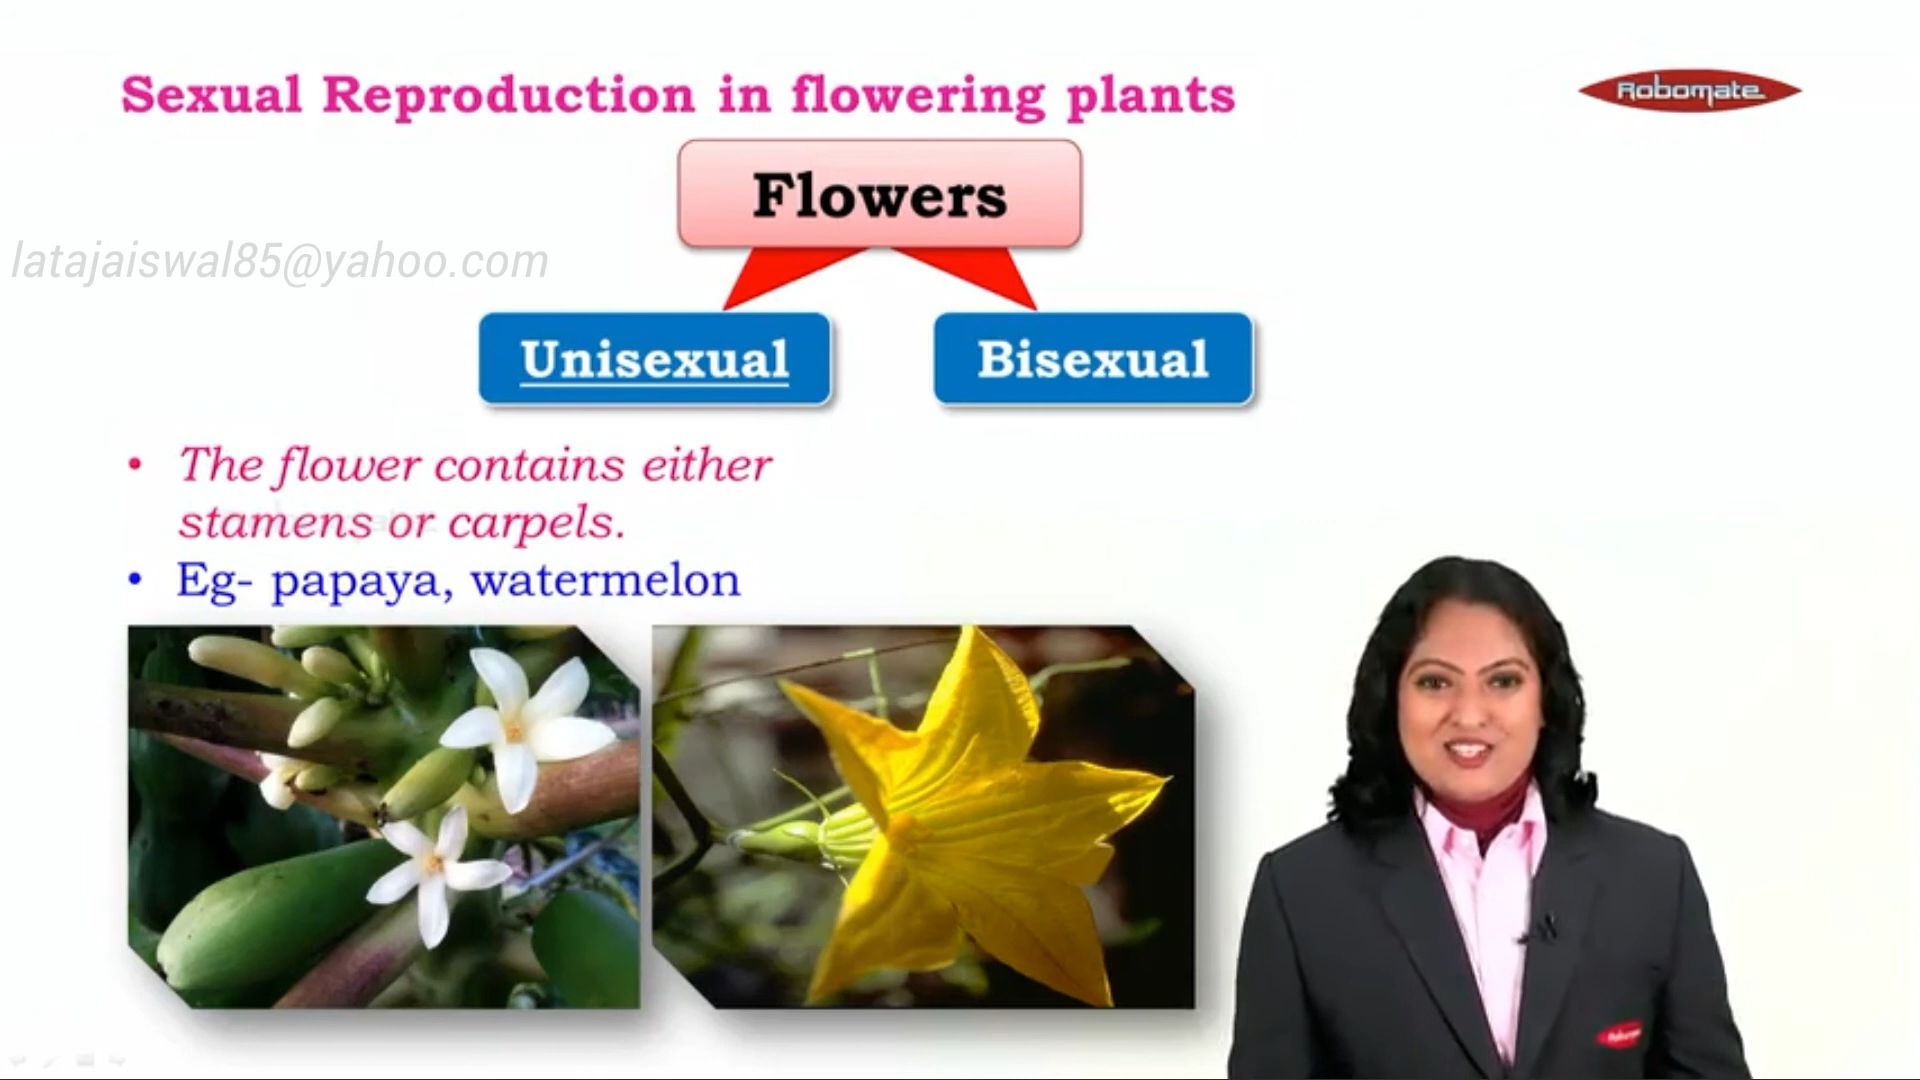 Sexual Reproduction in flowering plants
Robomate
Flowers
latajaiswal85@yahoo.com
Unisexual
Bisexual
• The flower contains either
stamens or carpels.
• Eg- papaya, watermelon